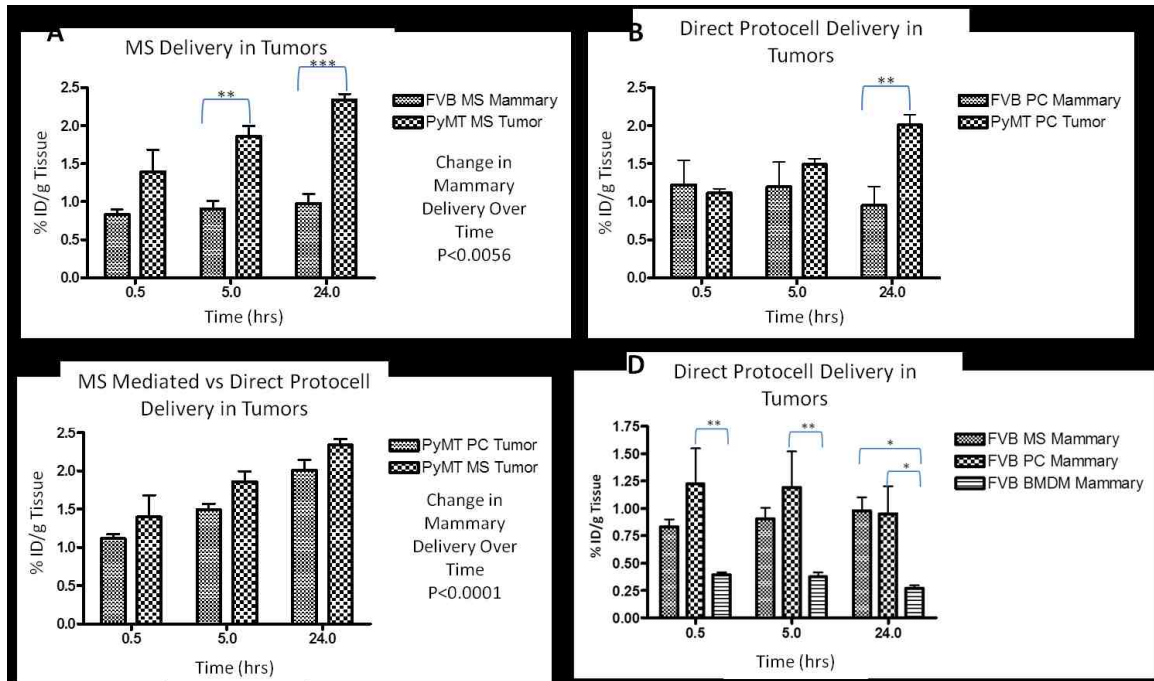 A
MS Delivery in Tumors
***
**
2.5
2.0
1.5
1.0
0.5
0.0
% ID/g Tissue
0.5
5.0
24.0
Time (hrs)
FVB MS Mammary
PyMT MS Tumor
Change in
Mammary
Delivery Over
Time
P<0.0056
B
Direct Protocell Delivery in
Tumors
**
2.5
2.0
1.5
1.0
0.5
0.0
% ID/g Tissue
0.5
5.0
24.0
Time (hrs)
FVB PC Mammary
PyMT PC Tumor
MS Mediated vs Direct Protocell
Delivery in Tumors
2.5
2.0
1.5
1.0
0.5
0.0
% ID/g Tissue
0.5
5.0
24.0
Time (hrs)
PyMT PC Tumor
PyMT MS Tumor
Change in
Mammary
Delivery Over
Time
P<0.0001
D
Direct Protocell Delivery in
Tumors
**
**
*
*
1.75
1.50
1.25
1.00
0.75
0.50
0.25
0.00
% ID/g Tissue
0.5
5.0
24.0
Time (hrs)
FVB MS Mammary
FVB PC Mammary
FVB BMDM Mammary